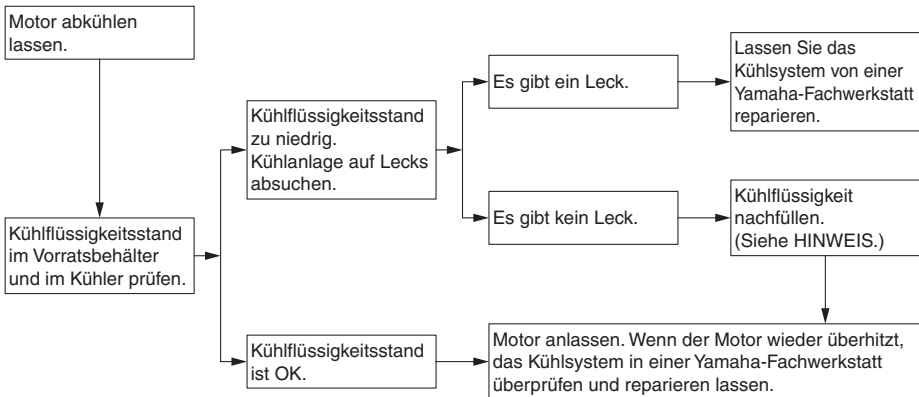 Motor abkühlen
lassen.
Kühlflüssigkeitsstand
im Vorratsbehälter
und im Kühler prüfen.
Kühlflüssigkeitsstand
zu niedrig.
Kühlanlage auf Lecks
absuchen.
Es gibt ein Leck.
Lassen Sie das
Kühlsystem von einer
Yamaha-Fachwerkstatt
reparieren.
Es gibt kein Leck.
Kühlflüssigkeit
nachfüllen.
(Siehe HINWEIS.)
Kühlflüssigkeitsstand
ist OK.
Motor anlassen. Wenn der Motor wieder überhitzt,
das Kühlsystem in einer Yamaha-Fachwerkstatt
überprüfen und reparieren lassen.